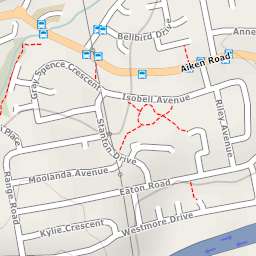 Bellbird Drive
Anne
Aiken Road
Gray Spence Crescent
Isobell Avenue
Riley Avenue
Stanton Drive
Place
Moolanda Avenue
Range Road
Eaton Road
Kylie Crescent
Westmore Drive